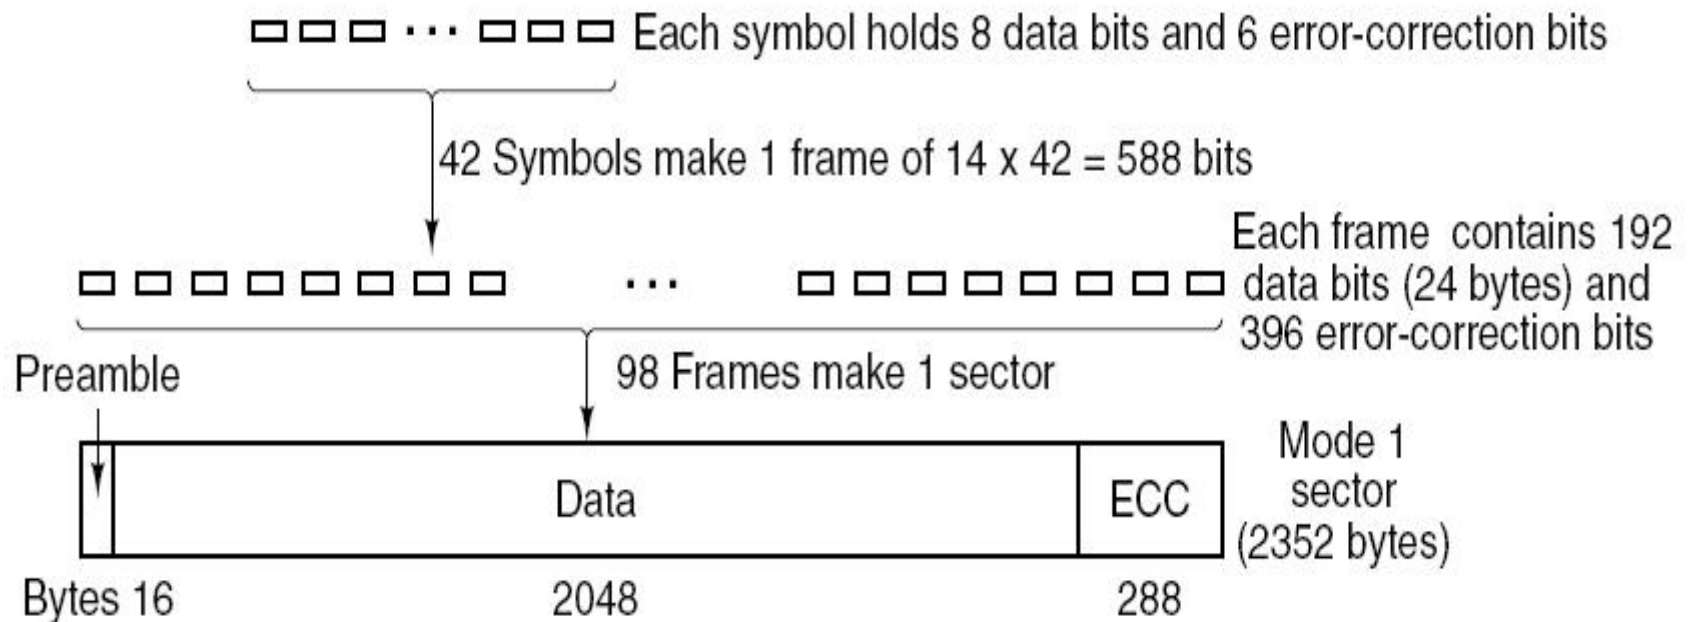 Each symbol holds 8 data bits and 6 error-correction bits
42 Symbols make 1 frame of 14 x 42 = 588 bits
Each frame contains 192
data bits (24 bytes) and
396 error-correction bits
Preamble
98 Frames make 1 sector
Mode 1
sector
(2352 bytes)
Data
ECC
Bytes 16
2048
288